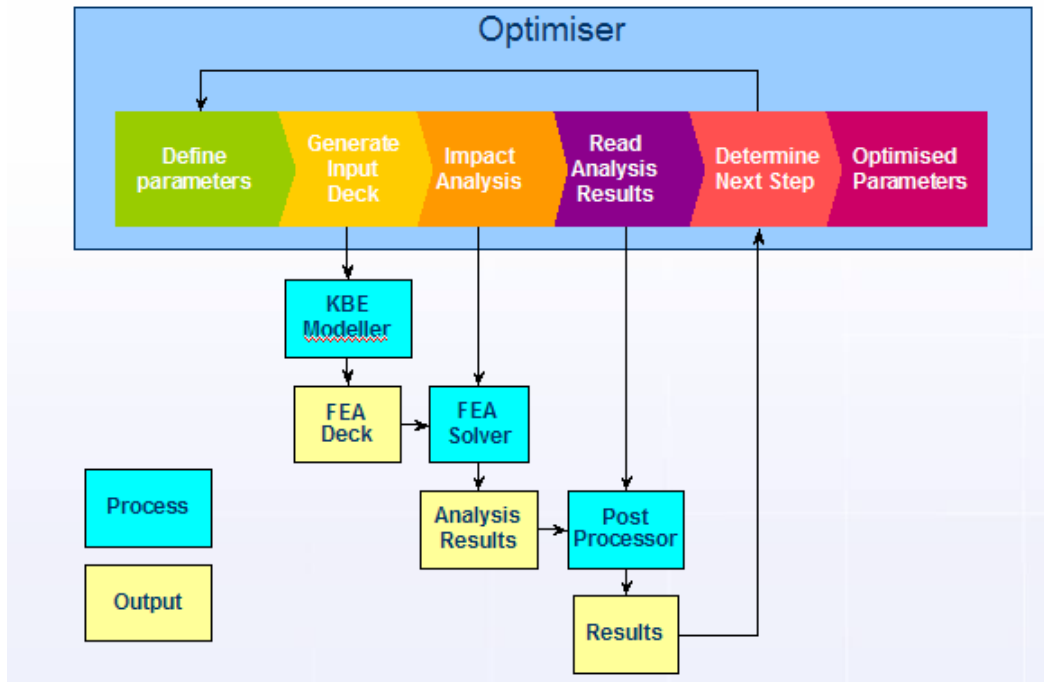 Optimiser
Define
parameters
Generate
Input
Deck
Impact
Analysis
Read
Analysis
Results
Determine
Next Step
Optimised
Parameters
KBE
Modeller
FEA
Deck
FEA
Solver
Process
Analysis
Results
Post
Processor
Output
Results